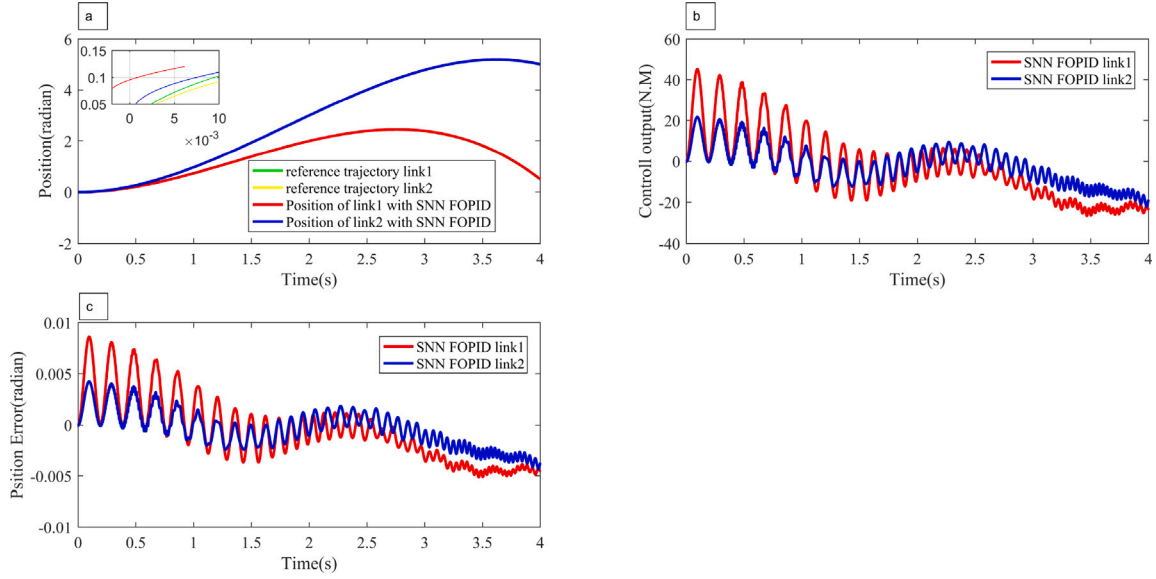 a
Position(radian)
6
4
2
0
-2
0.15
0.1
0.05
0
5
10
×10⁻³
reference trajectory link1
reference trajectory link2
Position of link1 with SNN FOPID
Position of link2 with SNN FOPID
0 0.5 1 1.5 2 2.5 3 3.5 4
Time(s)
b
Controll output(N.M)
60
40
20
0
-20
-40
SNN FOPID link1
SNN FOPID link2
0 0.5 1 1.5 2 2.5 3 3.5 4
Time(s)
c
Psition Error(radian)
0.01
0.005
0
-0.005
-0.01
SNN FOPID link1
SNN FOPID link2
0 0.5 1 1.5 2 2.5 3 3.5 4
Time(s)